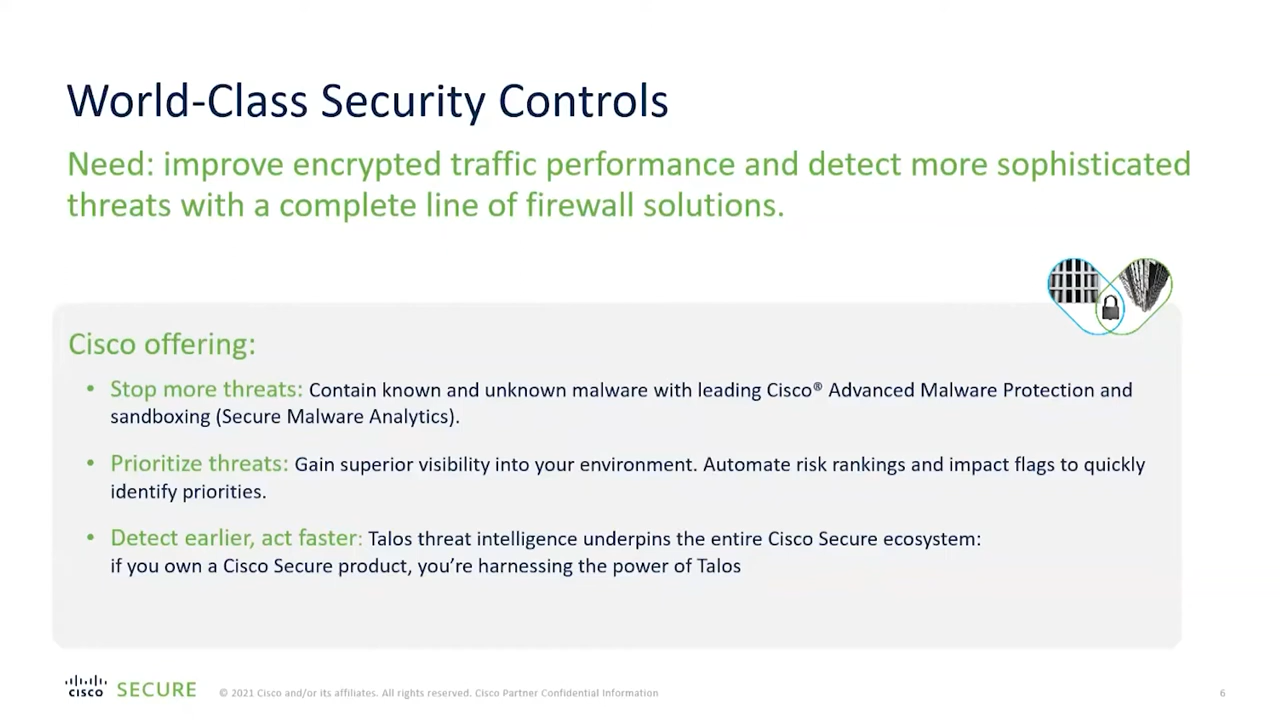 World-Class Security Controls
Need: improve encrypted traffic performance and detect more sophisticated
threats with a complete line of firewall solutions.
Cisco offering:
• Stop more threats: Contain known and unknown malware with leading Cisco® Advanced Malware Protection and
sandboxing (Secure Malware Analytics).
• Prioritize threats: Gain superior visibility into your environment. Automate risk rankings and impact flags to quickly
identify priorities.
• Detect earlier, act faster: Talos threat intelligence underpins the entire Cisco Secure ecosystem:
if you own a Cisco Secure product, you’re harnessing the power of Talos
CISCO SECURE © 2021 Cisco and/or its affiliates. All rights reserved. Cisco Partner Confidential Information 6